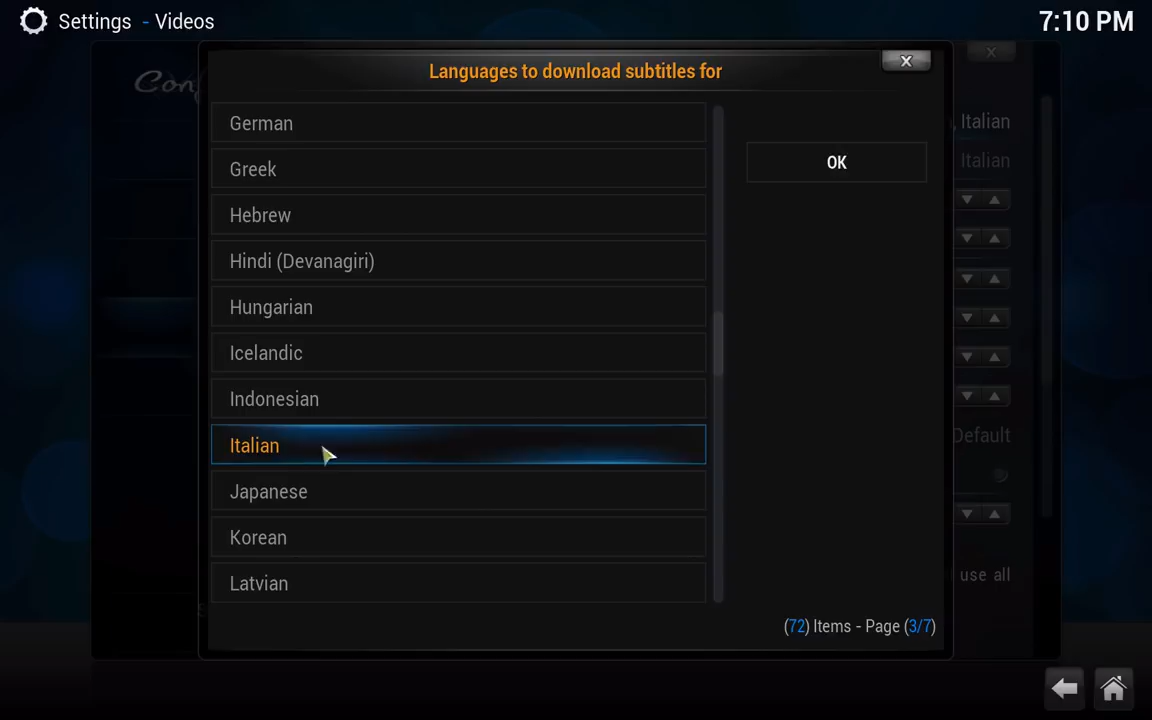 Settings - Videos
7:10 PM
Languages to download subtitles for
x
x
German
Greek
Hebrew
Hindi (Devanagiri)
Hungarian
Icelandic
Indonesian
Italian
Japanese
Korean
Latvian
OK
, Italian
Italian
Default
use all
(72) Items - Page (3/7)